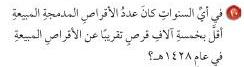 في أيِّ السنواتِ كانَ عددُ الأقراصِ المدمجةِ المبيعةِ
أقلَّ بخمسةِ آلافِ قرصٍ تقريبًا عن الأقراصِ المبيعةِ
في عام ١٤٢٨هـ؟